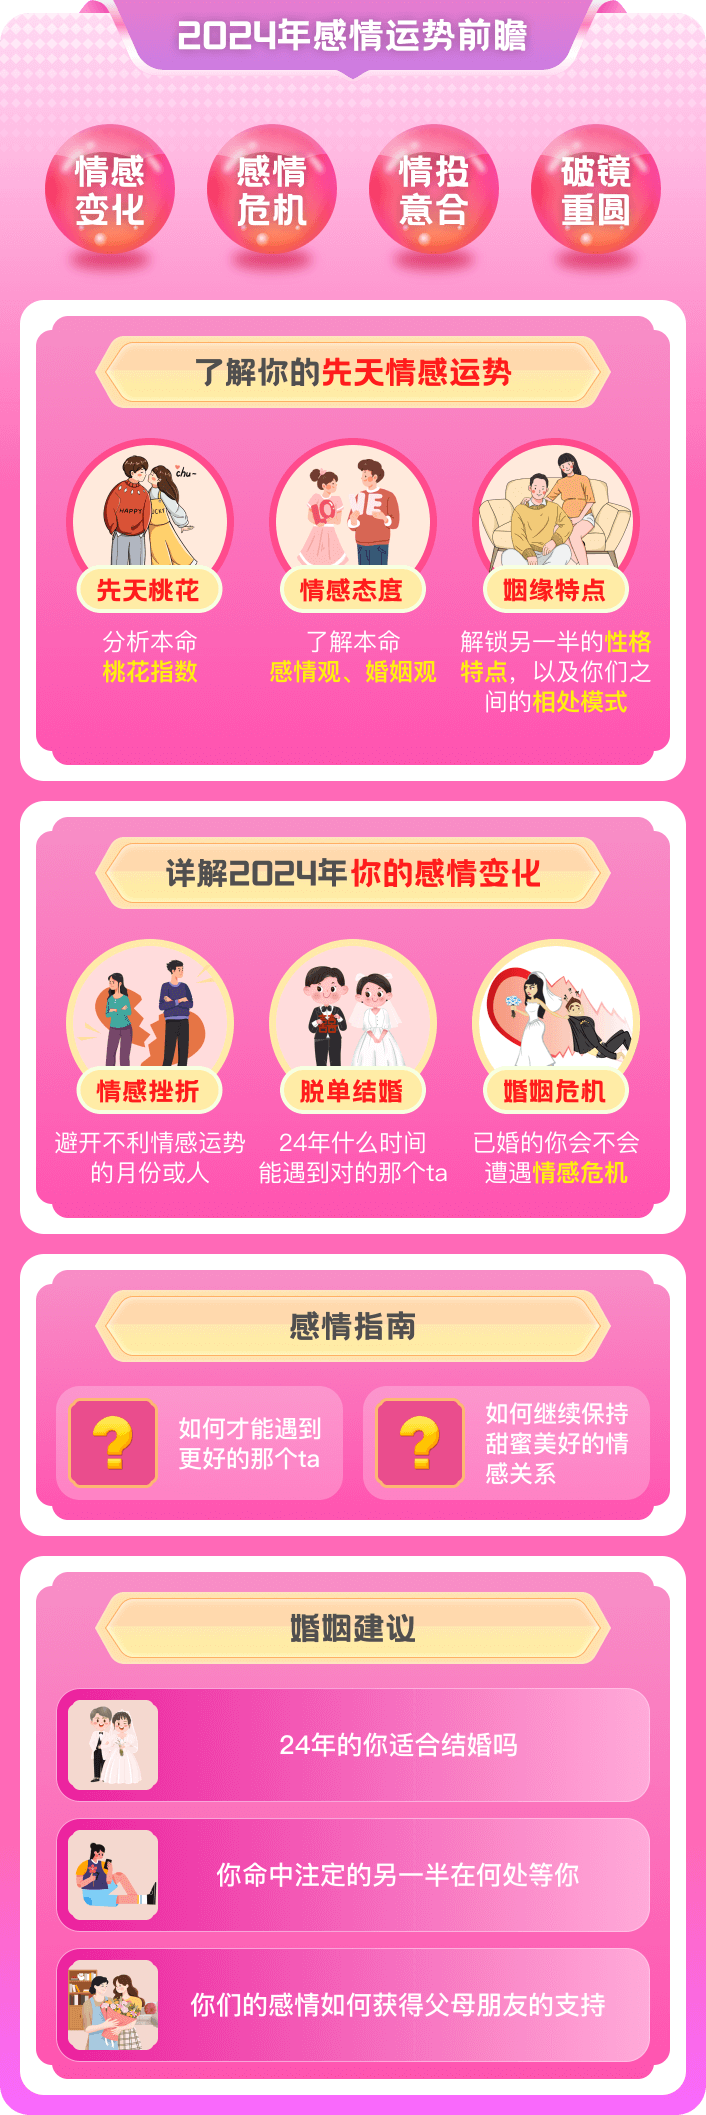 2024年感情运势前瞻
情感
变化
感情
危机
情投
意合
破镜
重圆
了解你的先天情感运势
chu~
HAPPY
UCKY
先天桃花
情感态度
姻缘特点
分析本命
桃花指数
了解本命
感情观、婚姻观
解锁另一半的性格
特点，以及你们之
间的相处模式
详解2024年你的感情变化
情感挫折
脱单结婚
婚姻危机
避开不利情感运势
的月份或人
24年什么时间
能遇到对的那个ta
已婚的你会不会
遭遇情感危机
感情指南
?
如何才能遇到
更好的那个ta
?
如何继续保持
甜蜜美好的情
感关系
婚姻建议
24年的你适合结婚吗
你命中注定的另一半在何处等你
你们的感情如何获得父母朋友的支持